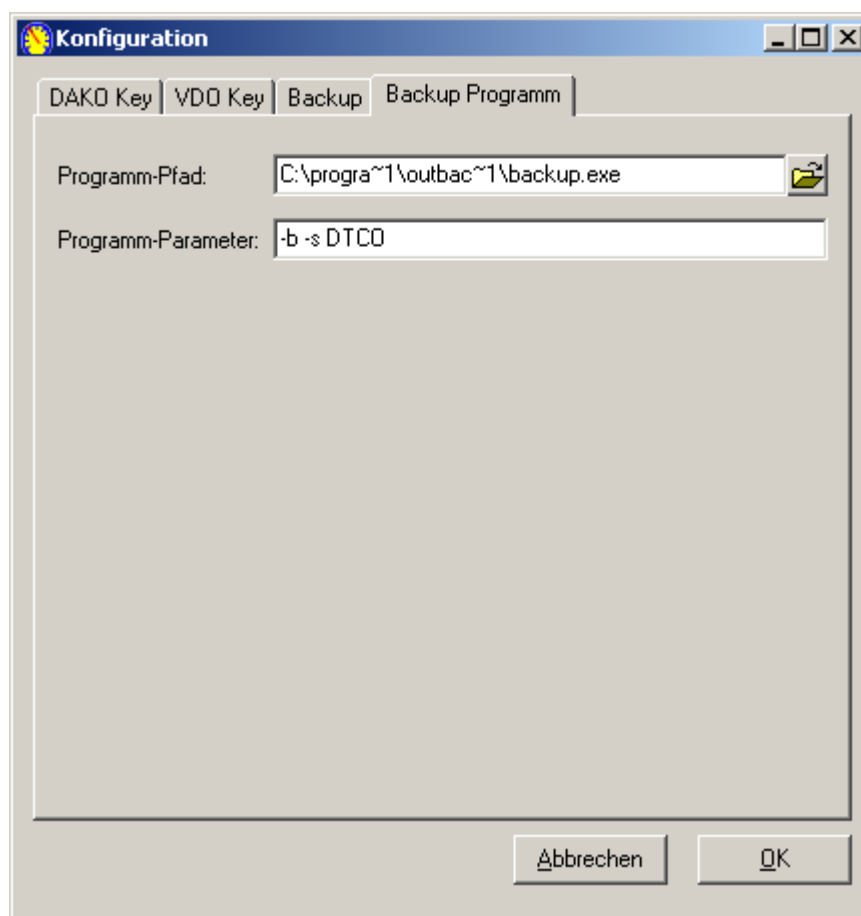 Konfiguration
DAKO Key VDO Key Backup Backup Programm
Programm-Pfad: C:\progra~1\outbac~1\backup.exe
Programm-Parameter: -b -s DTCO
Abbrechen OK